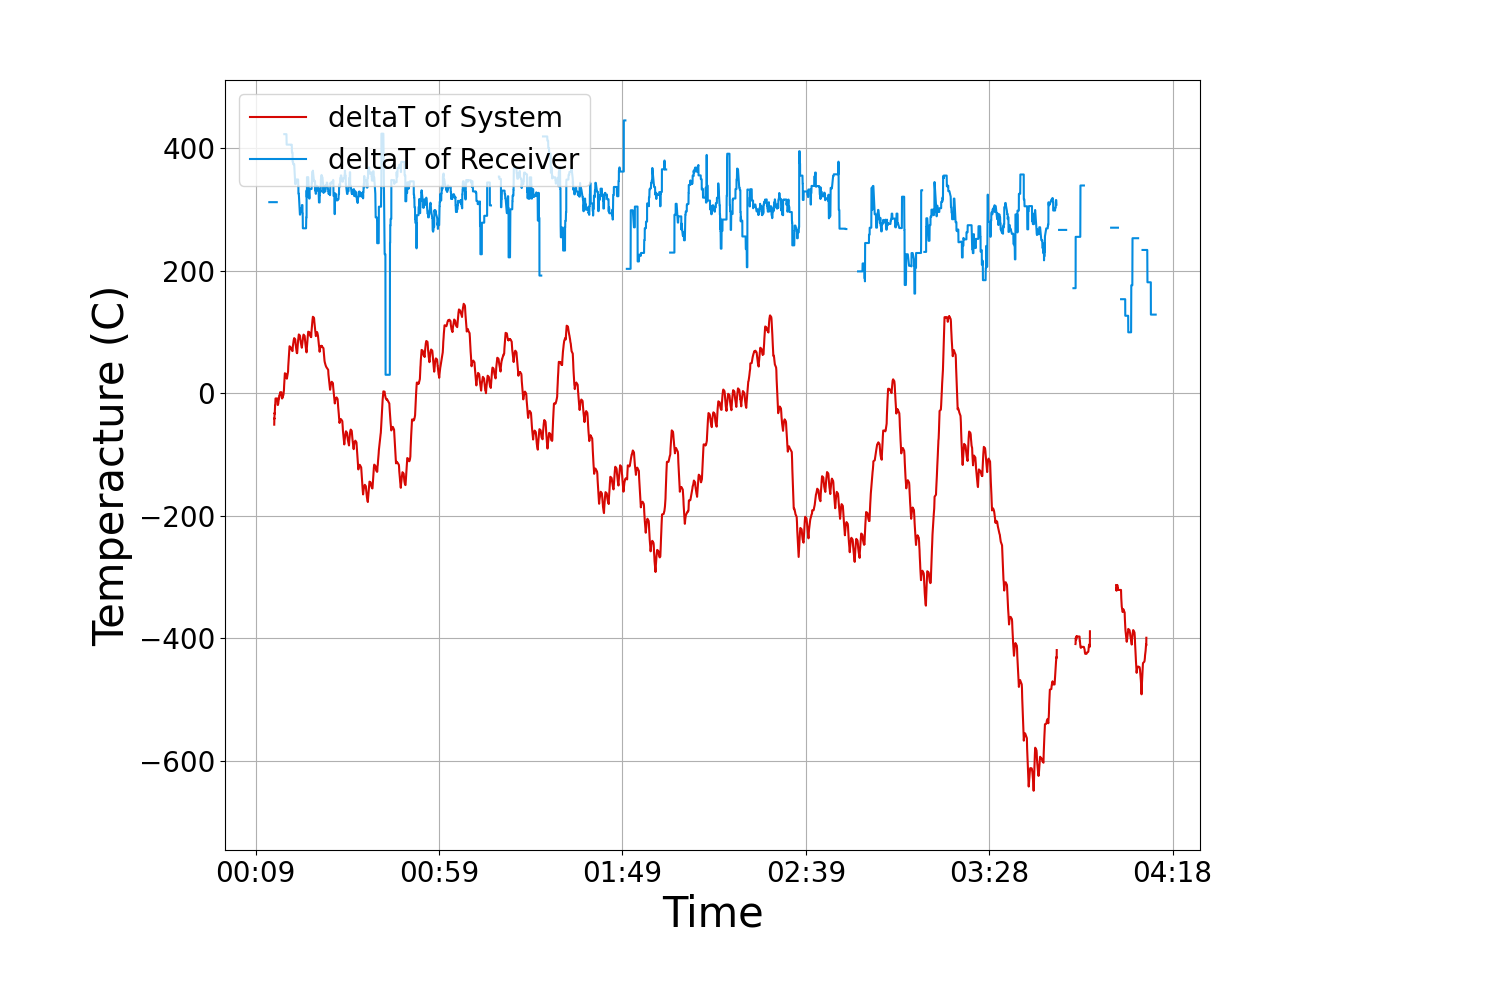 deltaT of System
deltaT of Receiver
400
200
0
−200
−400
−600
Temperacture (C)
00:09 00:59 01:49 02:39 03:28 04:18
Time